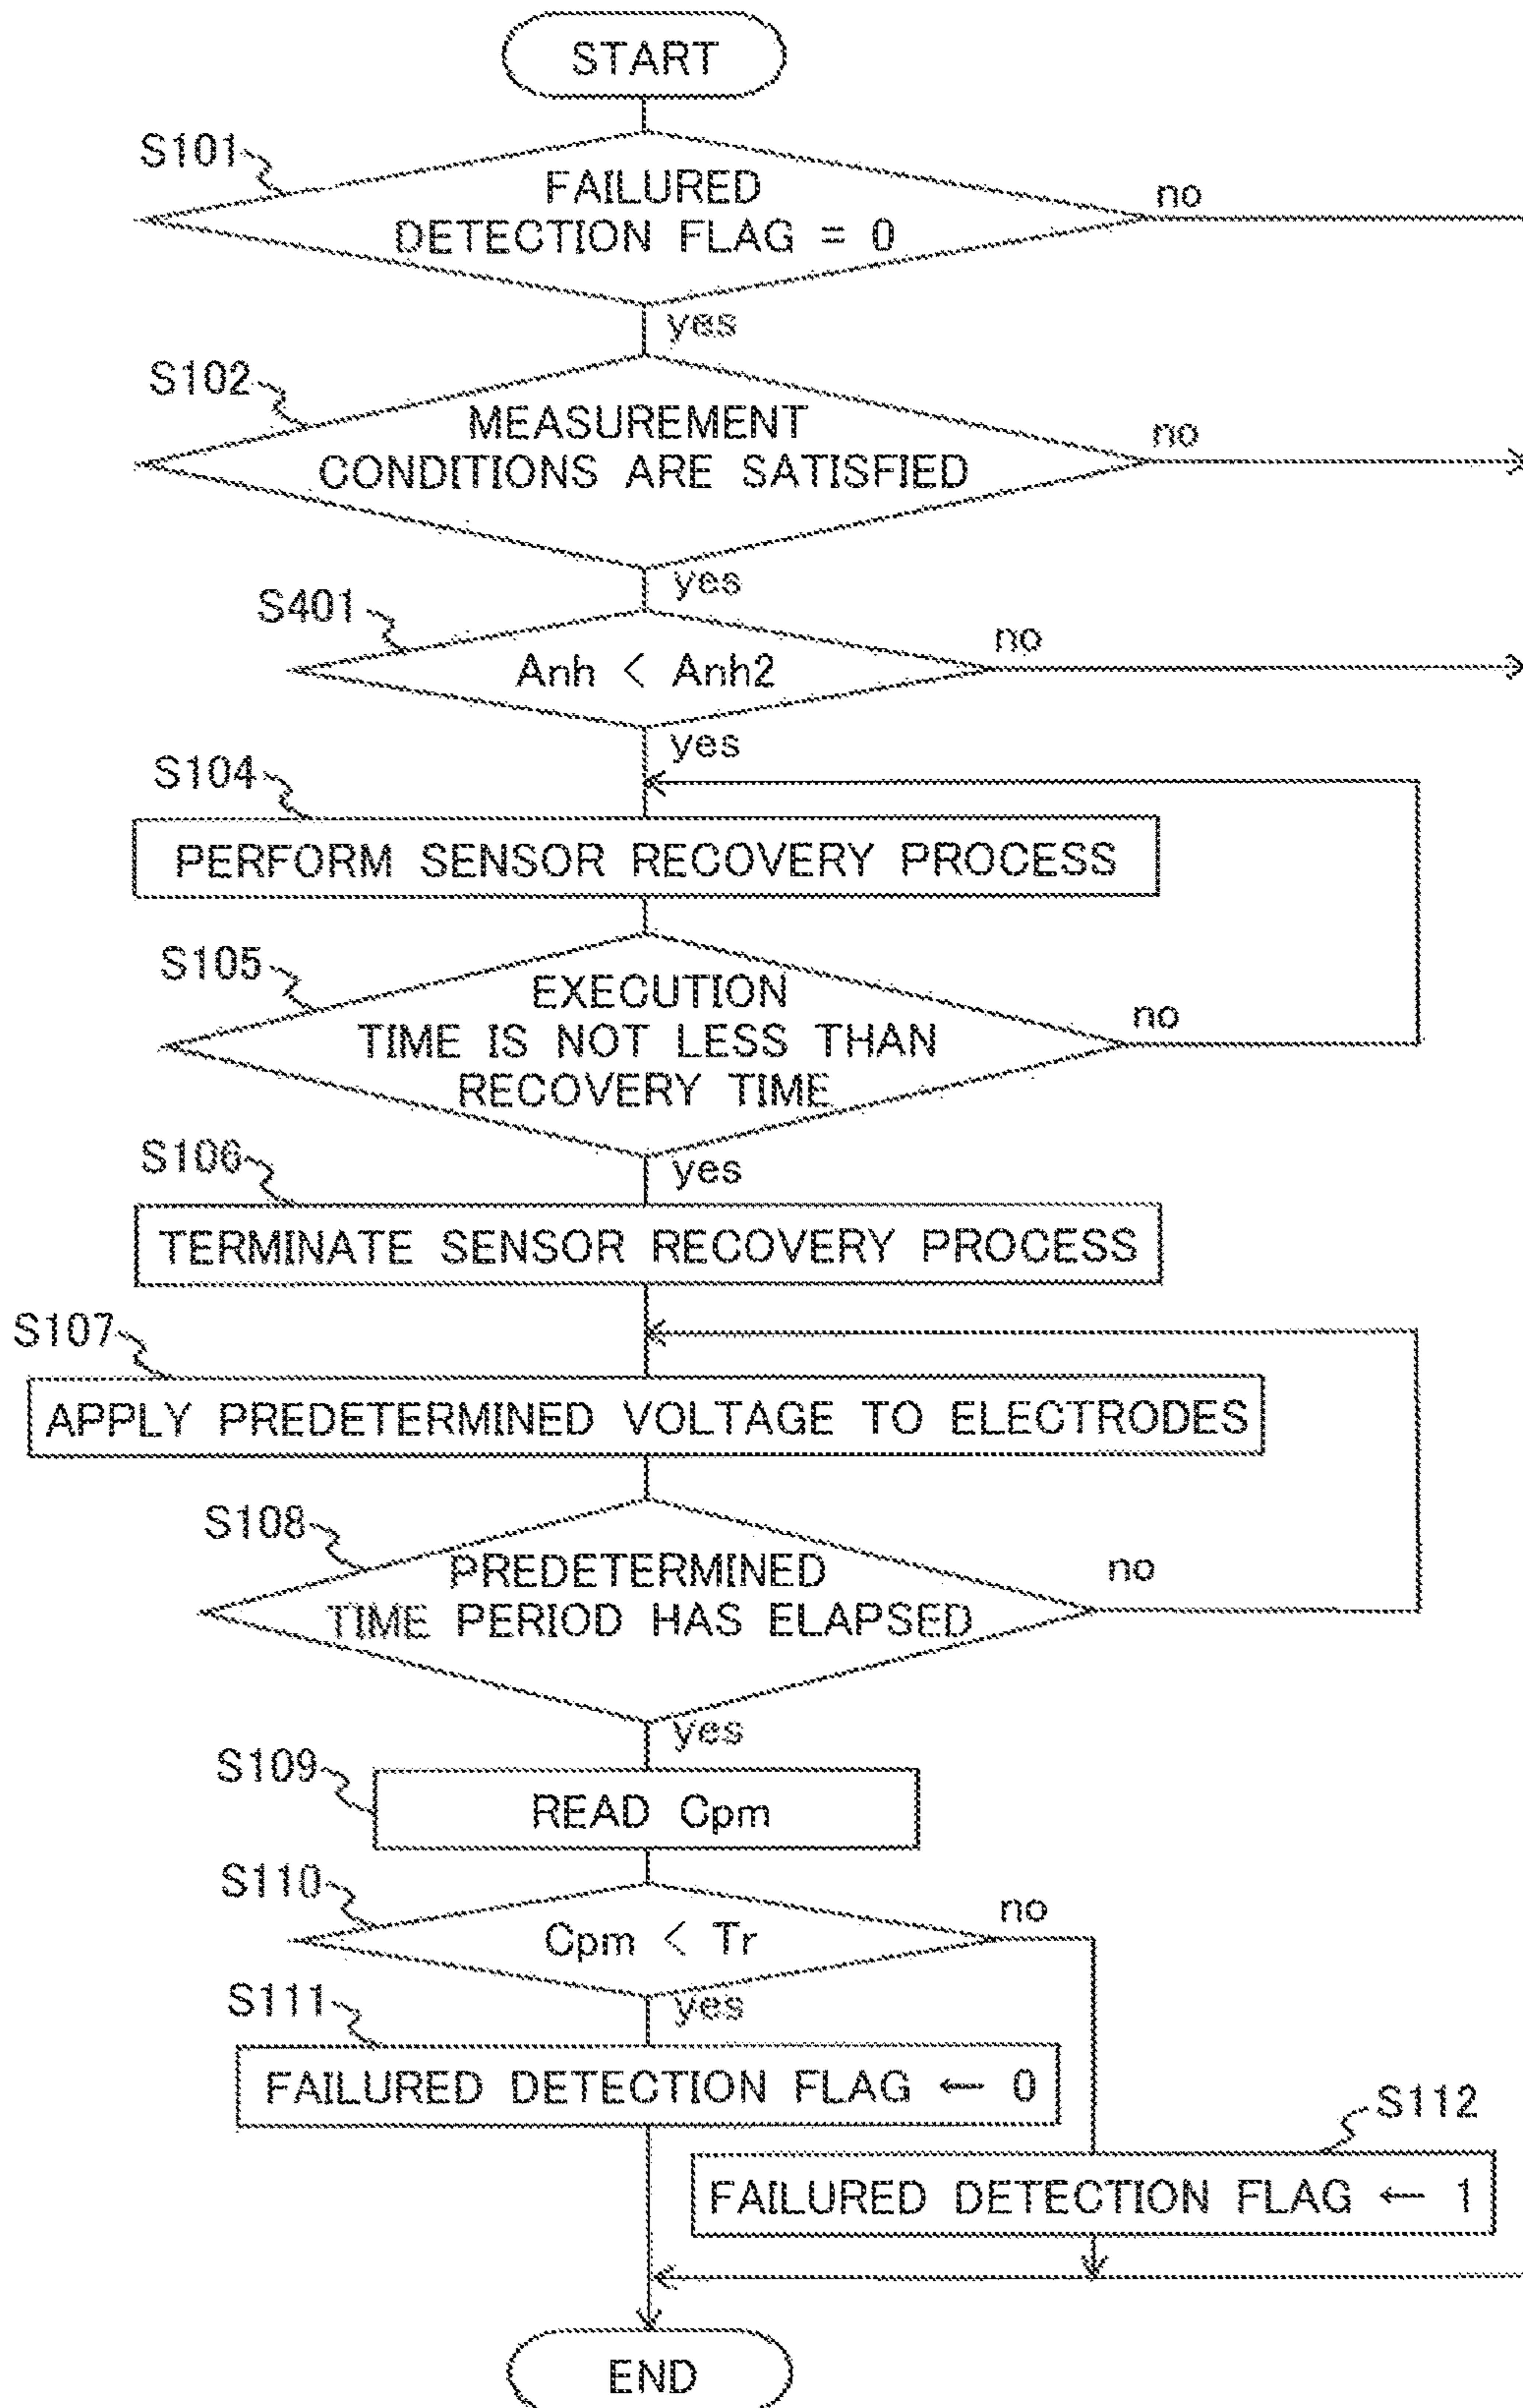 START
S101
FAILURED
DETECTION FLAG = 0
no
yes
S102
MEASUREMENT
CONDITIONS ARE SATISFIED
no
yes
S401
Anh < Anh2
no
yes
S104
PERFORM SENSOR RECOVERY PROCESS
S105
EXECUTION
TIME IS NOT LESS THAN
RECOVERY TIME
no
yes
S106
TERMINATE SENSOR RECOVERY PROCESS
S107
APPLY PREDETERMINED VOLTAGE TO ELECTRODES
S108
PREDETERMINED
TIME PERIOD HAS ELAPSED
no
yes
S109
READ Cpm
S110
Cpm < Tr
no
yes
S111
FAILURED DETECTION FLAG ← 0
S112
FAILURED DETECTION FLAG ← 1
END